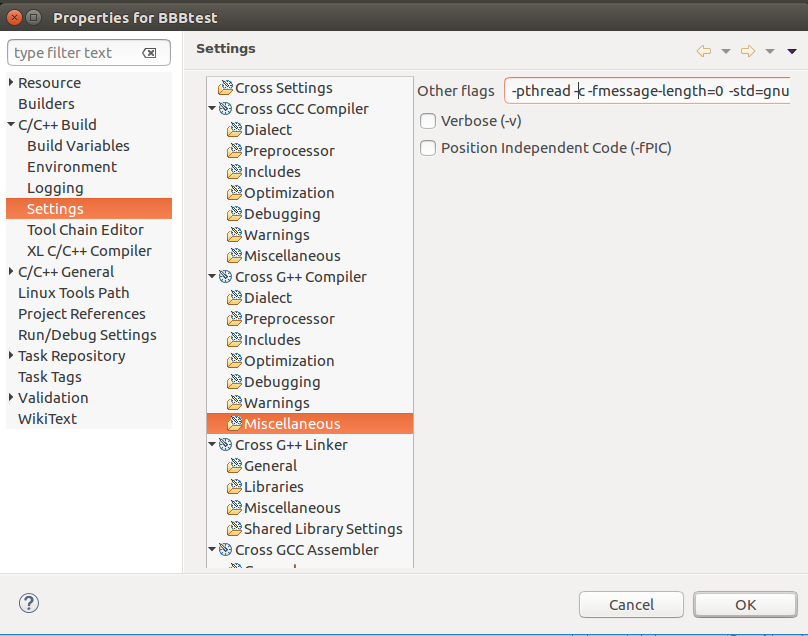 Properties for BBBtest
type filter text
Resource
Builders
C/C++ Build
Build Variables
Environment
Logging
Settings
Tool Chain Editor
XL C/C++ Compiler
C/C++ General
Linux Tools Path
Project References
Run/Debug Settings
Task Repository
Task Tags
Validation
WikiText
Settings
Cross Settings
Cross GCC Compiler
Dialect
Preprocessor
Includes
Optimization
Debugging
Warnings
Miscellaneous
Cross G++ Compiler
Dialect
Preprocessor
Includes
Optimization
Debugging
Warnings
Miscellaneous
Cross G++ Linker
General
Libraries
Miscellaneous
Shared Library Settings
Cross GCC Assembler
Other flags -pthread -c -fmessage-length=0 -std=gnu
Verbose (-v)
Position Independent Code (-fPIC)
?
Cancel
OK